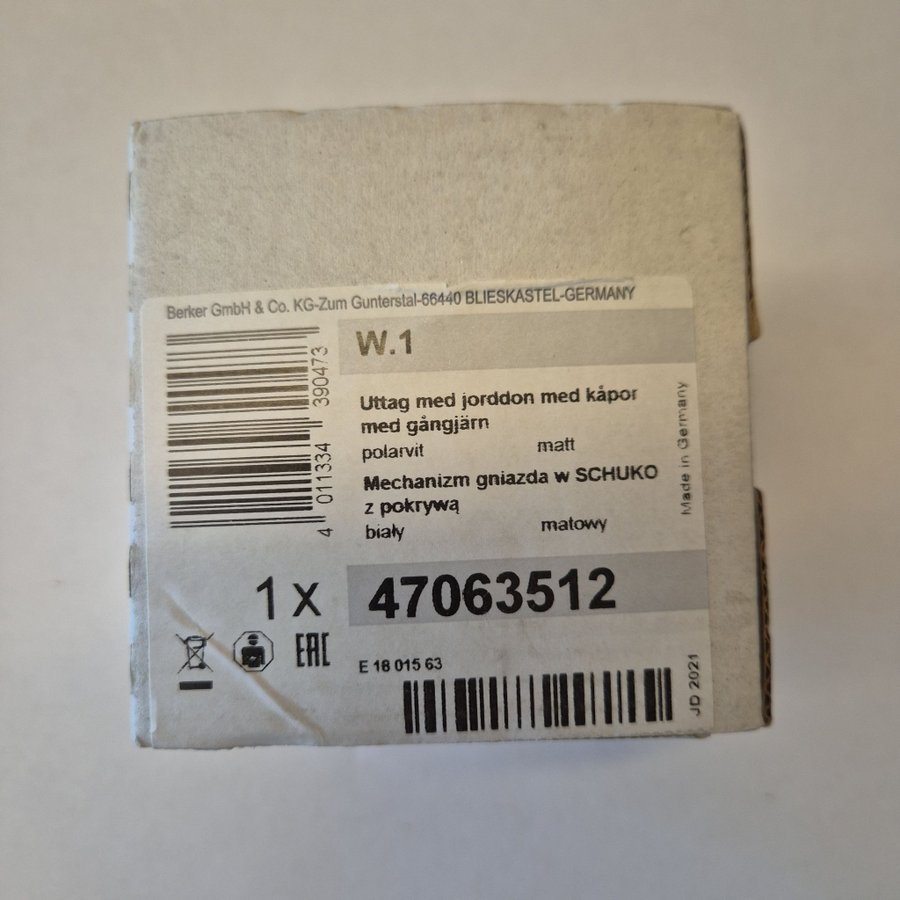 Berker GmbH & Co. KG-Zum Gunterstal-66440 BLIESKASTEL-GERMANY
W.1
4 011334 390473
Uttag med jorddon med kåpor
med gångjärn
polarvit matt
Mechanizm gniazda w SCHUKO
z pokrywą
biały matowy
Made in Germany
1 x 47063512
EAC
E 18 015 63
JD 2021